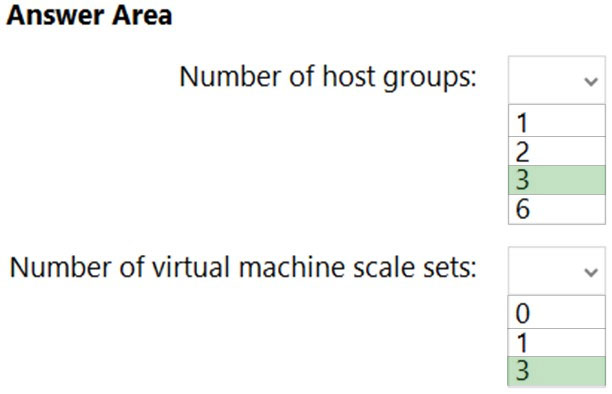 Answer Area
Number of host groups:
1
2
3
6
Number of virtual machine scale sets:
0
1
3